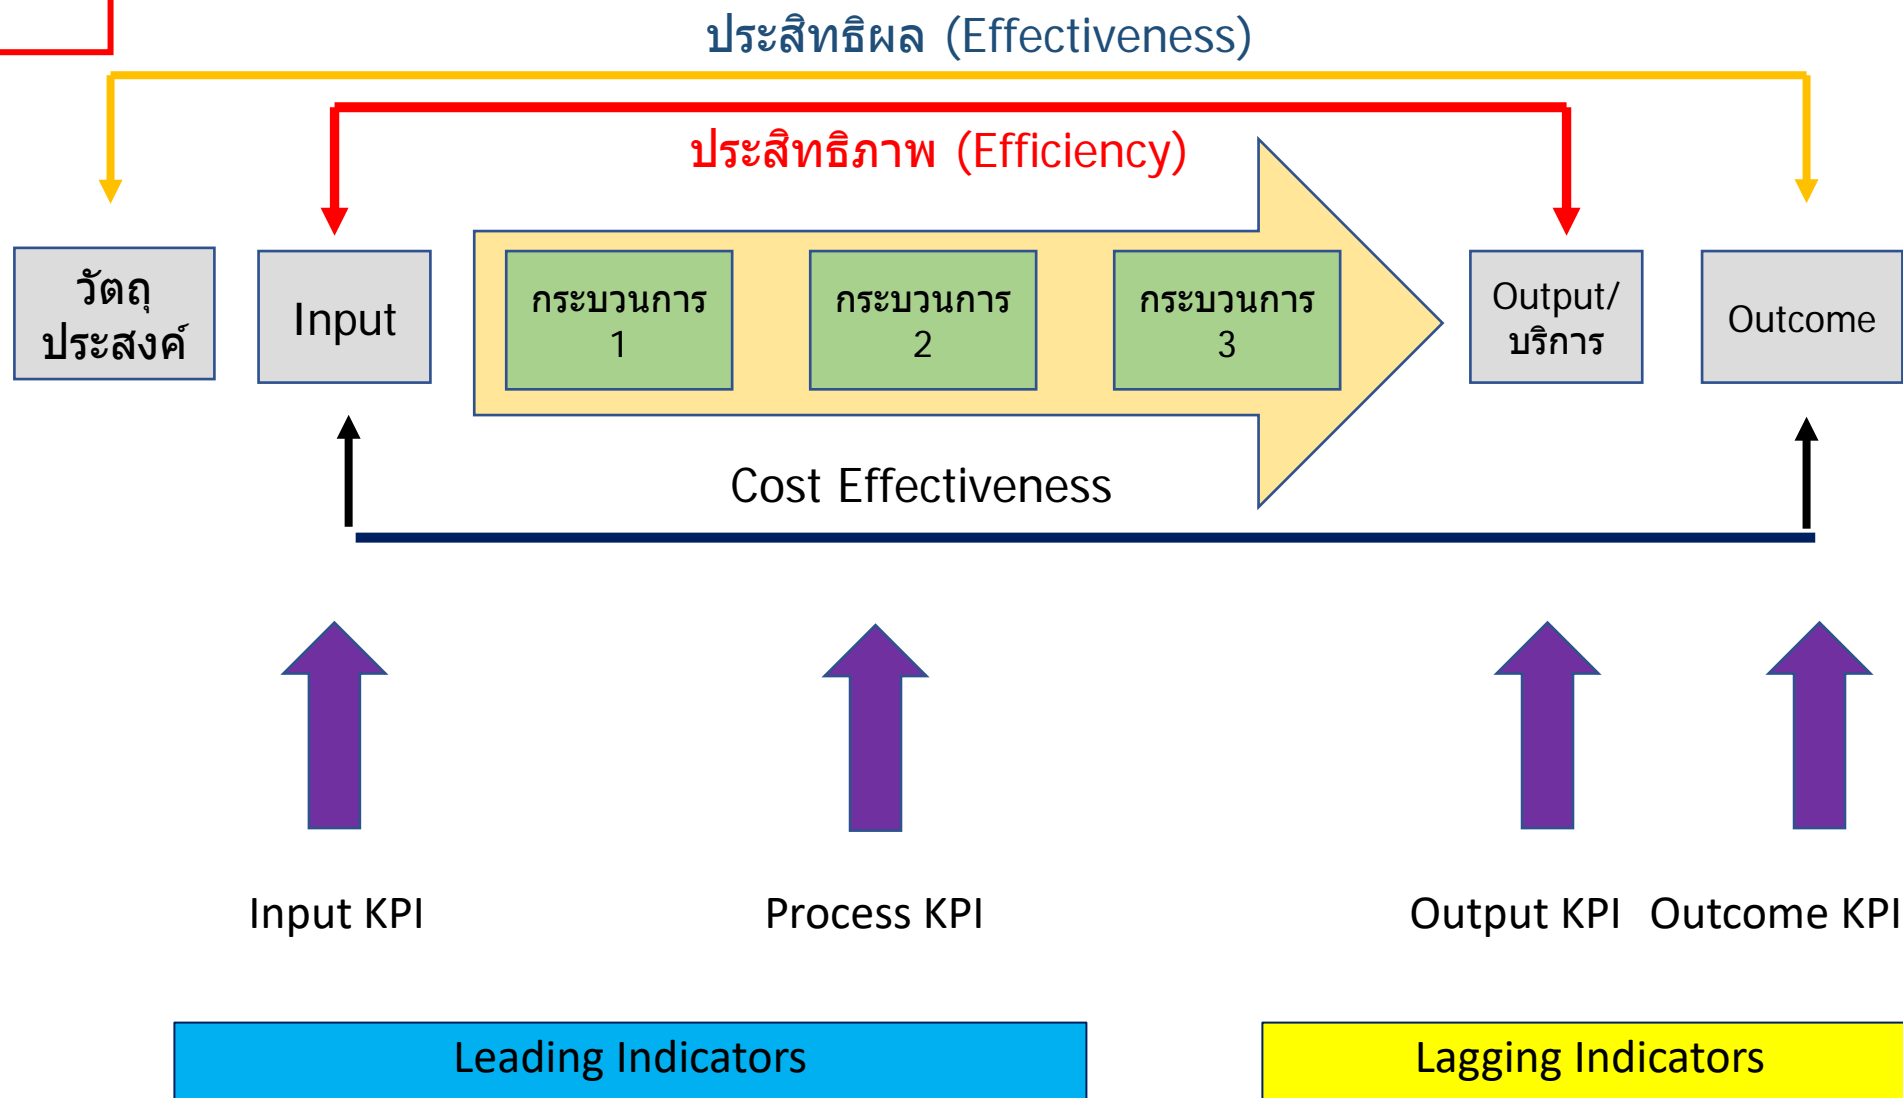 ประสิทธิผล (Effectiveness)
ประสิทธิภาพ (Efficiency)
วัตถุ
ประสงค์
Input
กระบวนการ
1
กระบวนการ
2
กระบวนการ
3
Output/
บริการ
Outcome
Cost Effectiveness
Input KPI
Process KPI
Output KPI
Outcome KPI
Leading Indicators
Lagging Indicators